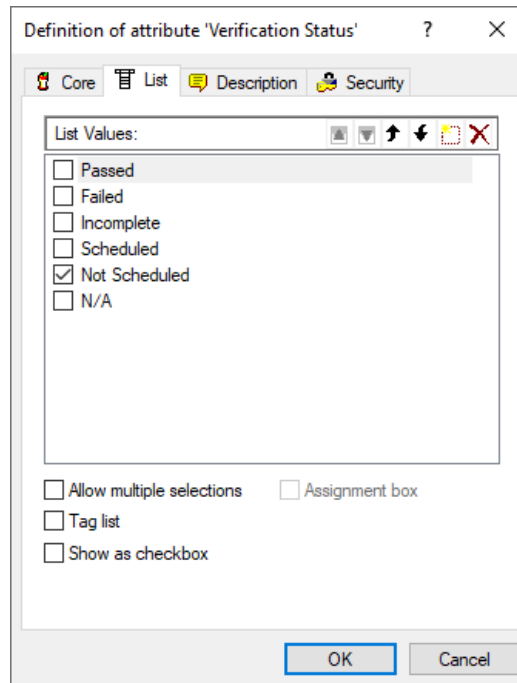 Definition of attribute 'Verification Status' ?
Core List Description Security
List Values:
Passed
Failed
Incomplete
Scheduled
Not Scheduled
N/A
Allow multiple selections Assignment box
Tag list
Show as checkbox
OK Cancel